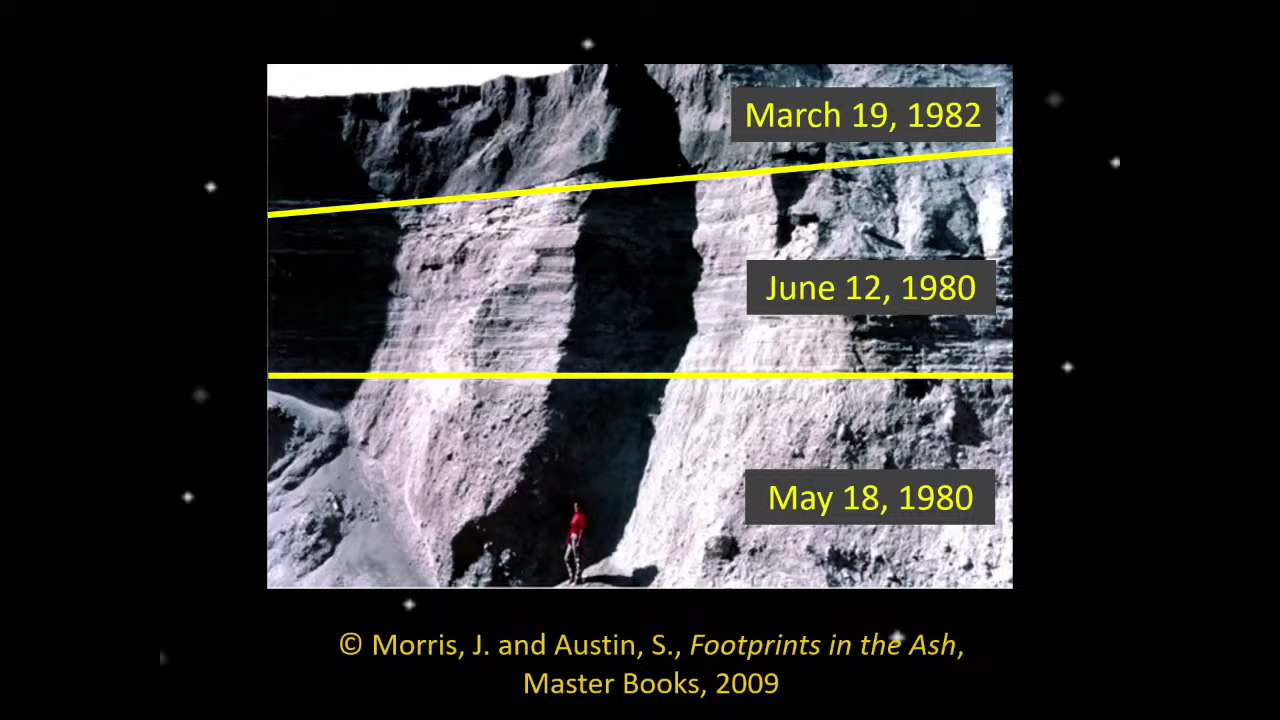 March 19, 1982
June 12, 1980
May 18, 1980
© Morris, J. and Austin, S., Footprints in the Ash,
Master Books, 2009